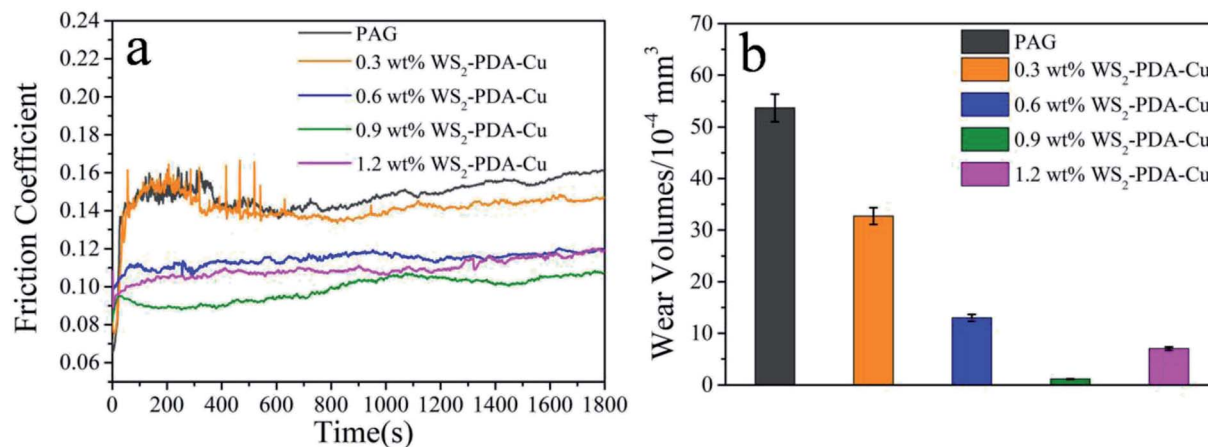 a
Friction Coefficient
0.24
0.22
0.20
0.18
0.16
0.14
0.12
0.10
0.08
0.06
PAG
0.3 wt% WS₂-PDA-Cu
0.6 wt% WS₂-PDA-Cu
0.9 wt% WS₂-PDA-Cu
1.2 wt% WS₂-PDA-Cu
0 200 400 600 800 1000 1200 1400 1600 1800
Time(s)
b
Wear Volumes/10⁻⁴ mm³
70
60
50
40
30
20
10
0
PAG
0.3 wt% WS₂-PDA-Cu
0.6 wt% WS₂-PDA-Cu
0.9 wt% WS₂-PDA-Cu
1.2 wt% WS₂-PDA-Cu